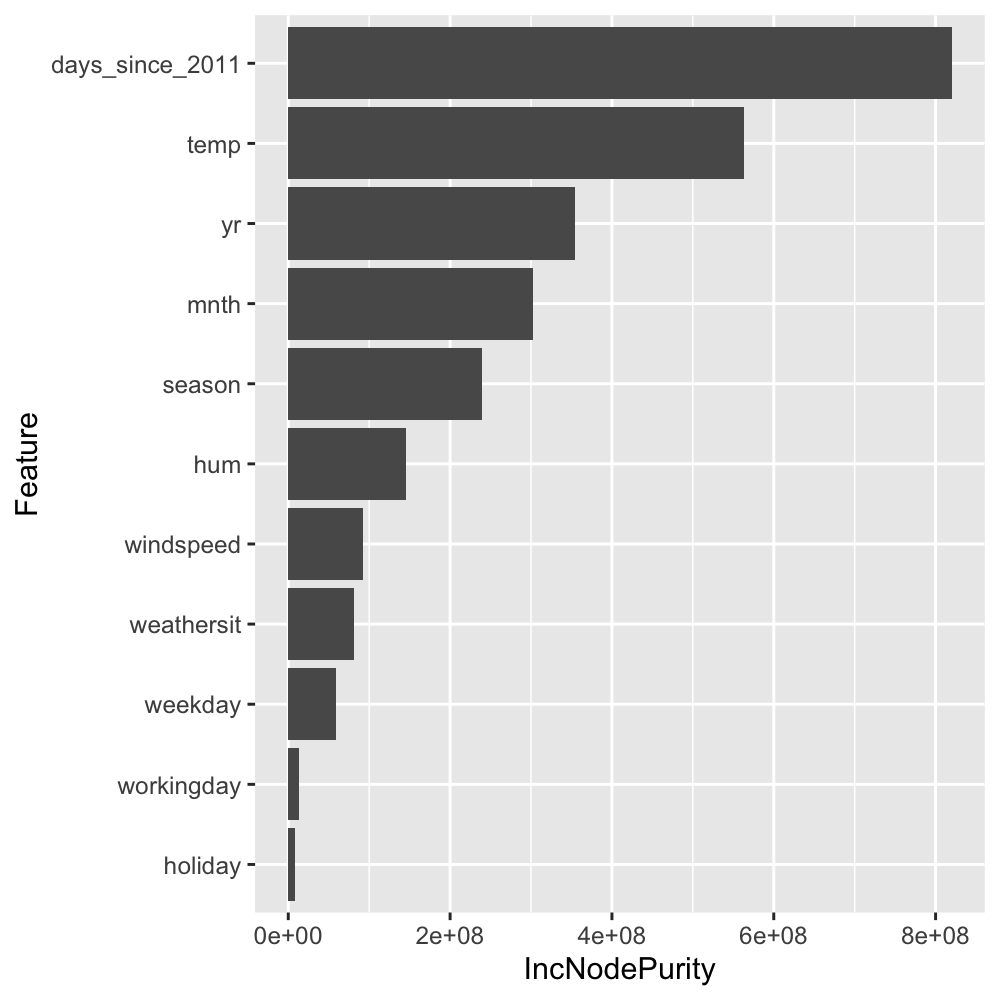 days_since_2011
temp
yr
mnth
season
hum
windspeed
weathersit
weekday
workingday
holiday
Feature
0e+00 2e+08 4e+08 6e+08 8e+08
IncNodePurity